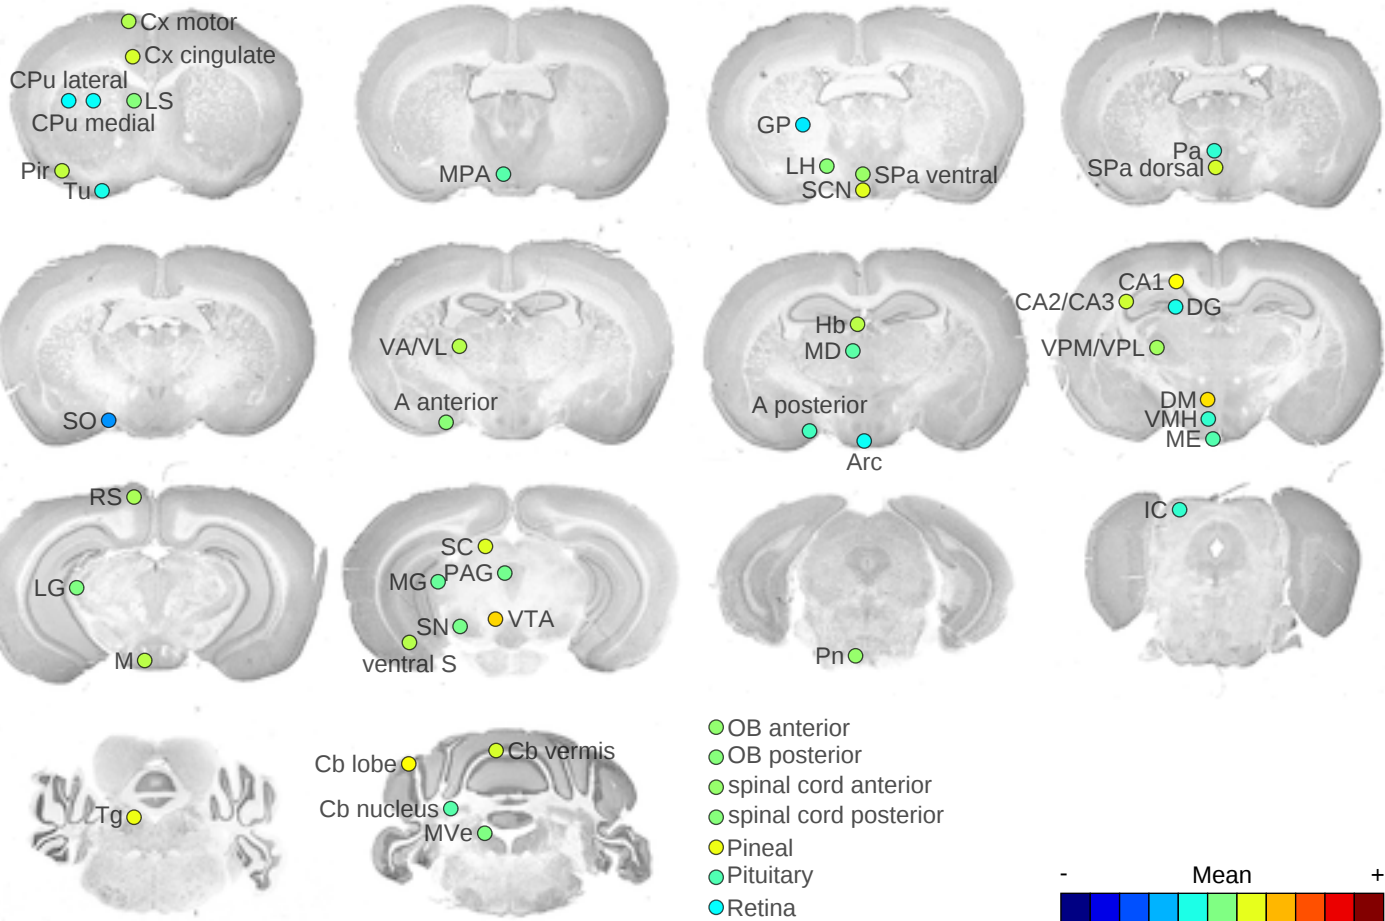 Cx motor
Cx cingulate
CPu lateral
LS
CPu medial
Pir
Tu
MPA
GP
LH
SPa ventral
SCN
Pa
SPa dorsal
SO
VA/VL
A anterior
Hb
MD
A posterior
Arc
CA1
CA2/CA3
DG
VPM/VPL
DM
VMH
ME
RS
LG
M
SC
MG
PAG
SN
VTA
ventral S
Pn
IC
Tg
Cb lobe
Cb vermis
Cb nucleus
MVe
OB anterior
OB posterior
spinal cord anterior
spinal cord posterior
Pineal
Pituitary
Retina
- Mean +